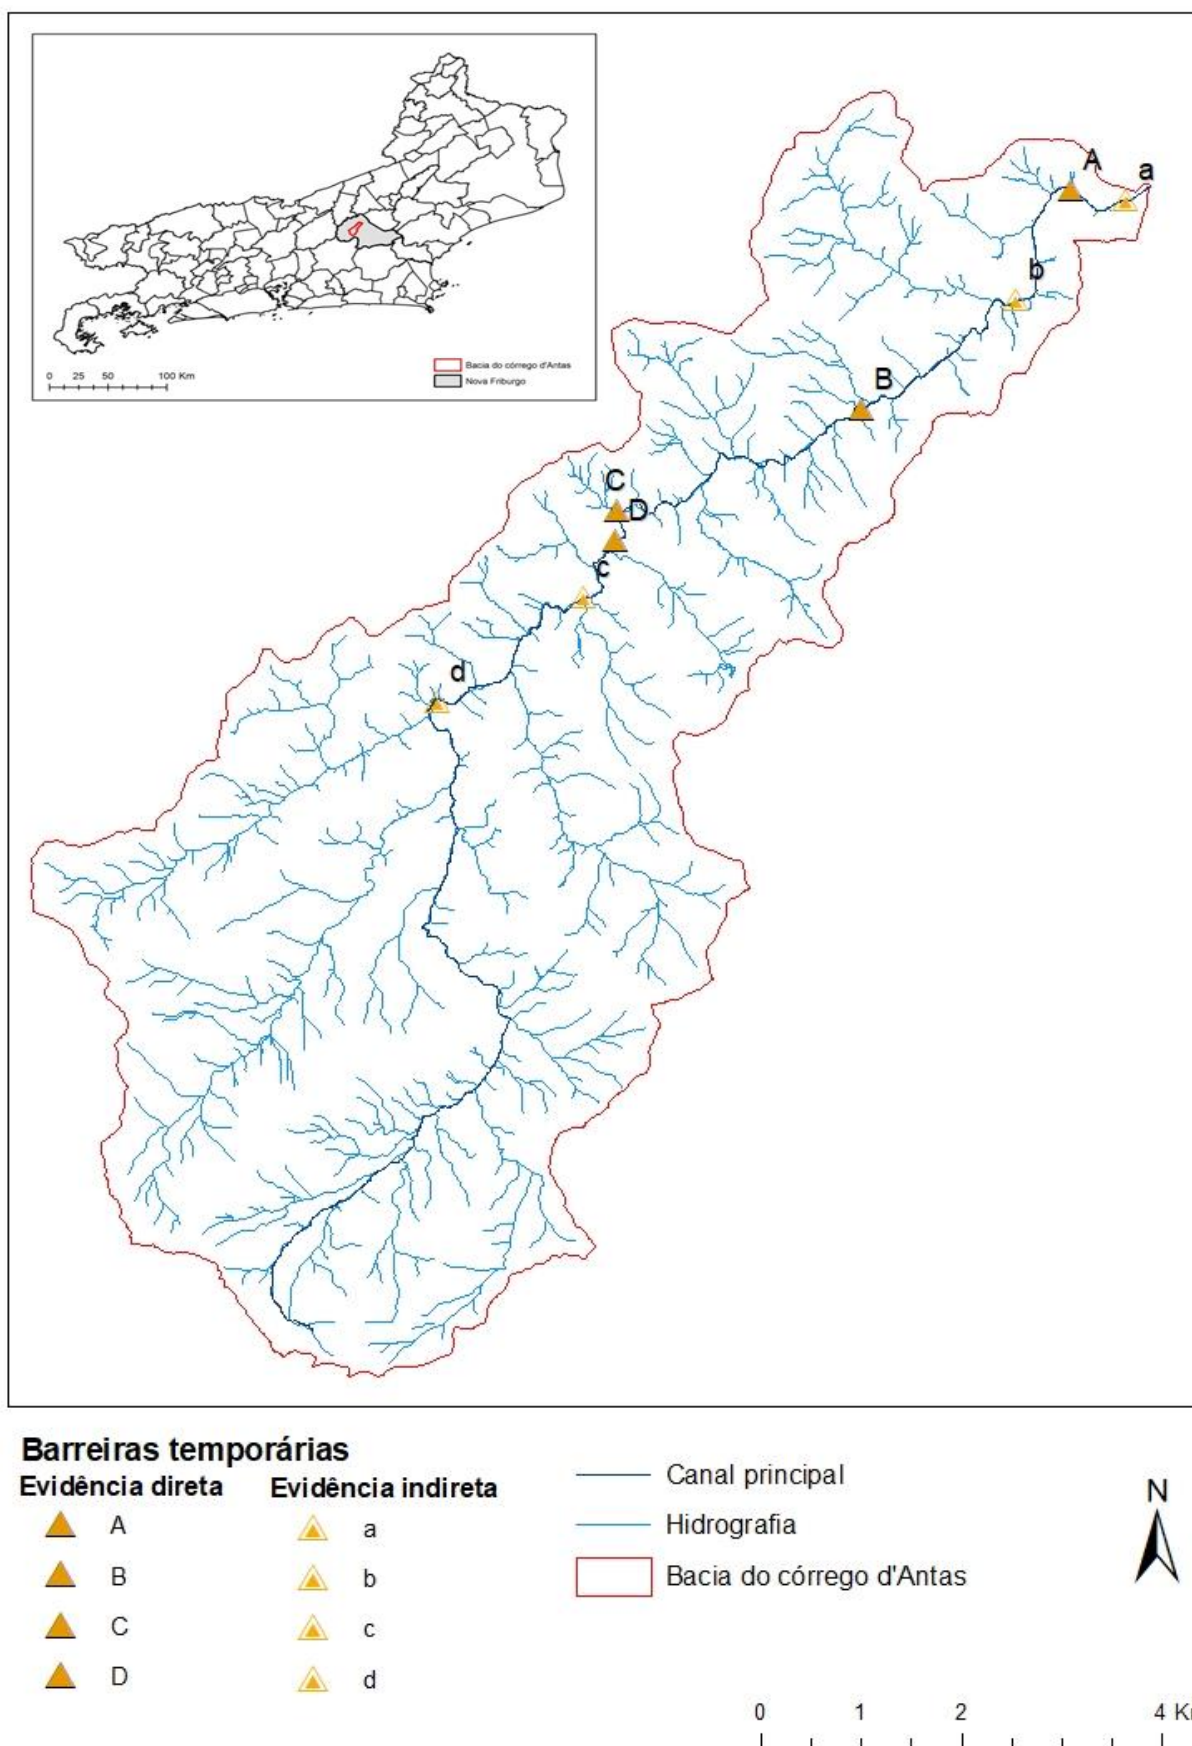 0 25 50 100 Km
Bacia do córrego d'Antas
Nova Friburgo
A
a
b
B
C
D
c
d
Barreiras temporárias
Evidência direta Evidência indireta
A a
B b
C c
D d
Canal principal
Hidrografia
Bacia do córrego d'Antas
N
0 1 2 4 K